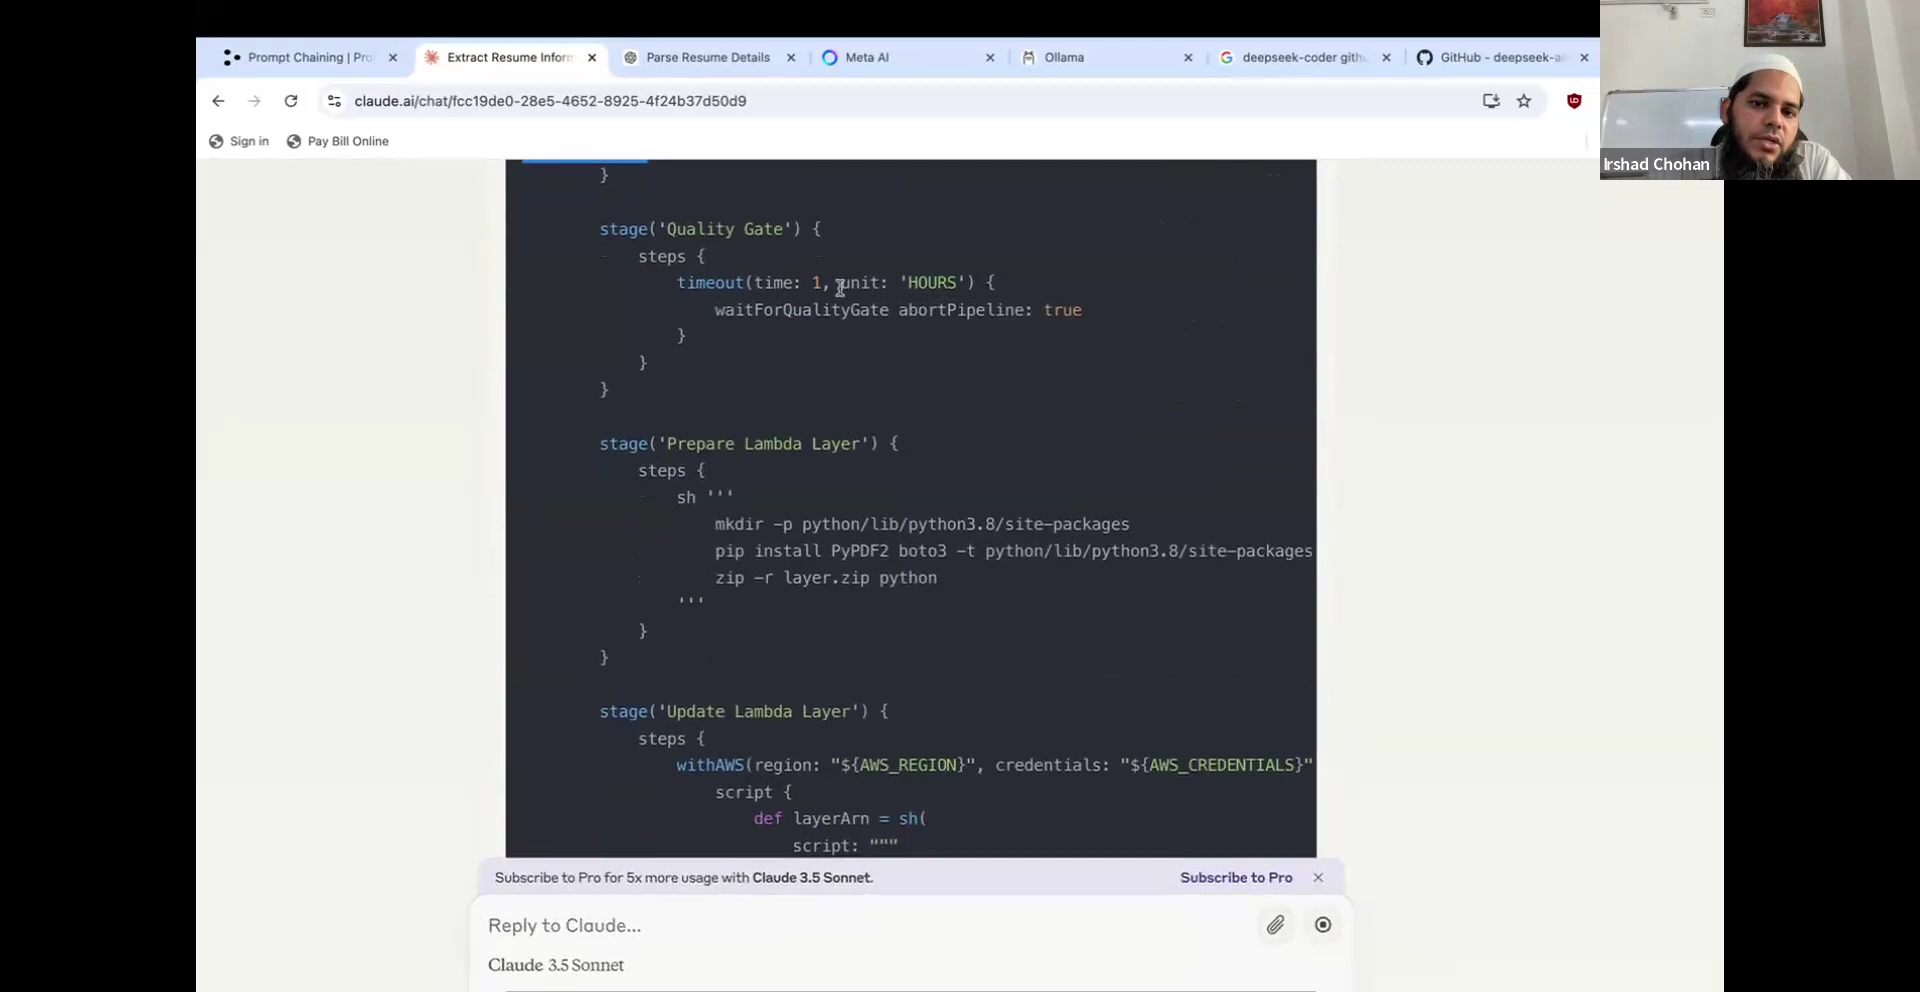 Prompt Chaining | Pro
Extract Resume Inform
Parse Resume Details
Meta AI
Ollama
deepseek-coder gith
GitHub - deepseek-a
claude.ai/chat/fcc19de0-28e5-4652-8925-4f24b37d50d9
Sign in
Pay Bill Online
Irshad Chohan
}
stage('Quality Gate') {
steps {
timeout(time: 1, unit: 'HOURS') {
waitForQualityGate abortPipeline: true
}
}
}
stage('Prepare Lambda Layer') {
steps {
sh '''
mkdir -p python/lib/python3.8/site-packages
pip install PyPDF2 boto3 -t python/lib/python3.8/site-packages
zip -r layer.zip python
'''
}
}
stage('Update Lambda Layer') {
steps {
withAWS(region: "${AWS_REGION}", credentials: "${AWS_CREDENTIALS}"
script {
def layerArn = sh(
script: """
Subscribe to Pro for 5x more usage with Claude 3.5 Sonnet.
Subscribe to Pro
Reply to Claude...
Claude 3.5 Sonnet